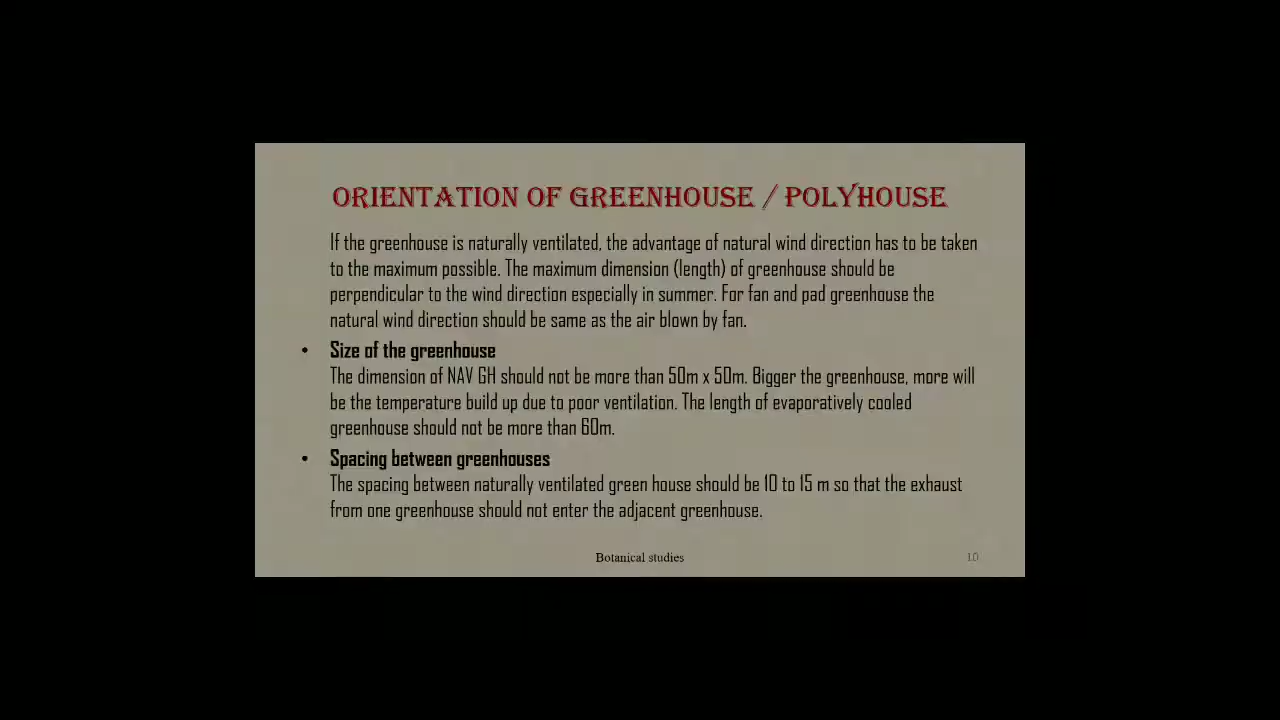 ORIENTATION OF GREENHOUSE / POLYHOUSE
If the greenhouse is naturally ventilated, the advantage of natural wind direction has to be taken
to the maximum possible. The maximum dimension (length) of greenhouse should be
perpendicular to the wind direction especially in summer. For fan and pad greenhouse the
natural wind direction should be same as the air blown by fan.
• Size of the greenhouse
The dimension of NAV GH should not be more than 50m x 50m. Bigger the greenhouse, more will
be the temperature build up due to poor ventilation. The length of evaporatively cooled
greenhouse should not be more than 60m.
• Spacing between greenhouses
The spacing between naturally ventilated green house should be 10 to 15 m so that the exhaust
from one greenhouse should not enter the adjacent greenhouse.
Botanical studies
10